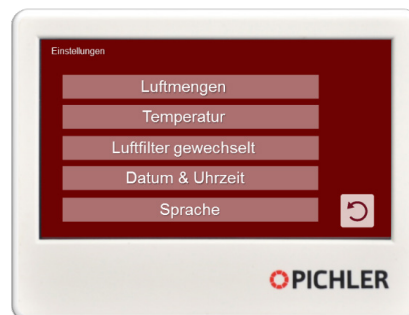 Einstellungen
Luftmengen
Temperatur
Luftfilter gewechselt
Datum & Uhrzeit
Sprache
PICHLER